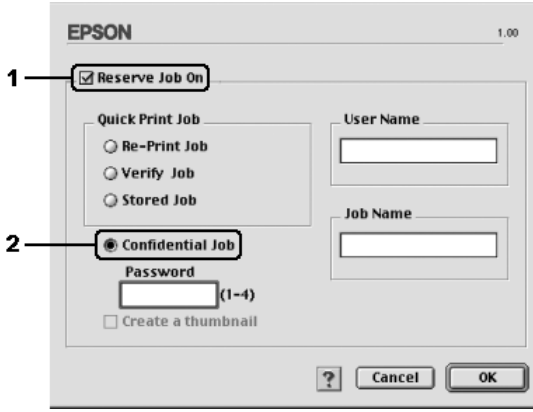 EPSON 1.00
1 Reserve Job On
Quick Print Job
Re-Print Job
Verify Job
Stored Job
User Name
2 Confidential Job
Password
(1-4)
Create a thumbnail
Job Name
? Cancel OK